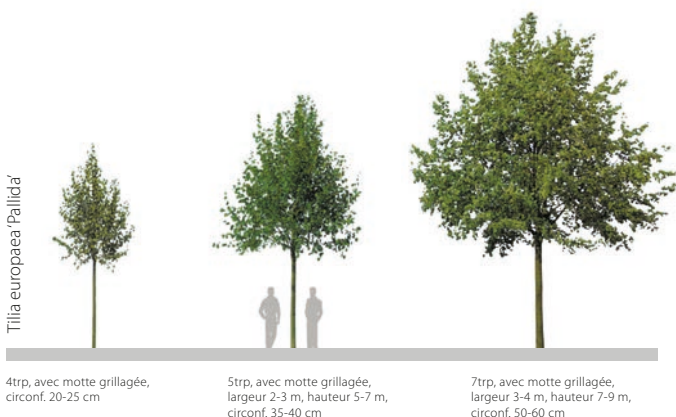 Tilia europaea ‘Pallida’
4trp, avec motte grillagée,
circonf. 20-25 cm
5trp, avec motte grillagée,
largeur 2-3 m, hauteur 5-7 m,
circonf. 35-40 cm
7trp, avec motte grillagée,
largeur 3-4 m, hauteur 7-9 m,
circonf. 50-60 cm